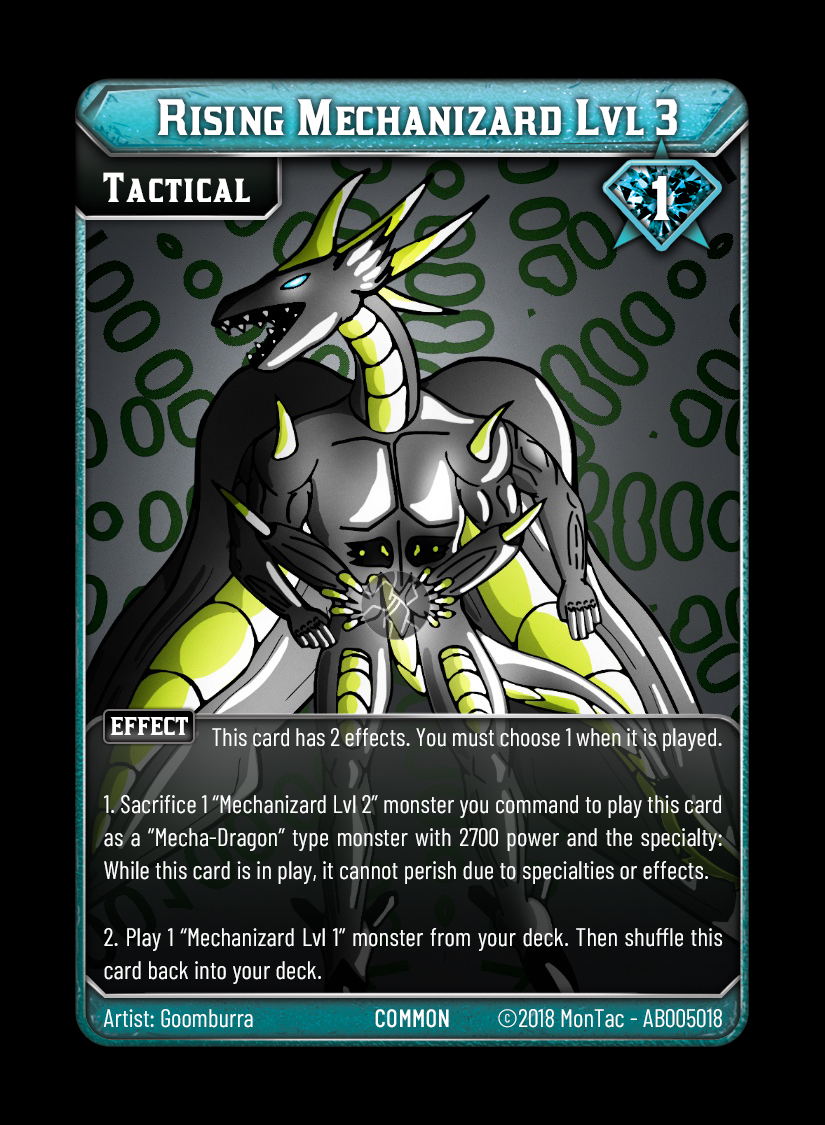 Rising Mechanizard Lvl 3
Tactical
1
EFFECT
This card has 2 effects. You must choose 1 when it is played.
1. Sacrifice 1 "Mechanizard Lvl 2" monster you command to play this card
as a "Mecha-Dragon" type monster with 2700 power and the specialty:
While this card is in play, it cannot perish due to specialties or effects.
2. Play 1 "Mechanizard Lvl 1" monster from your deck. Then shuffle this
card back into your deck.
Artist: Goomburra COMMON ©2018 MonTac - AB005018